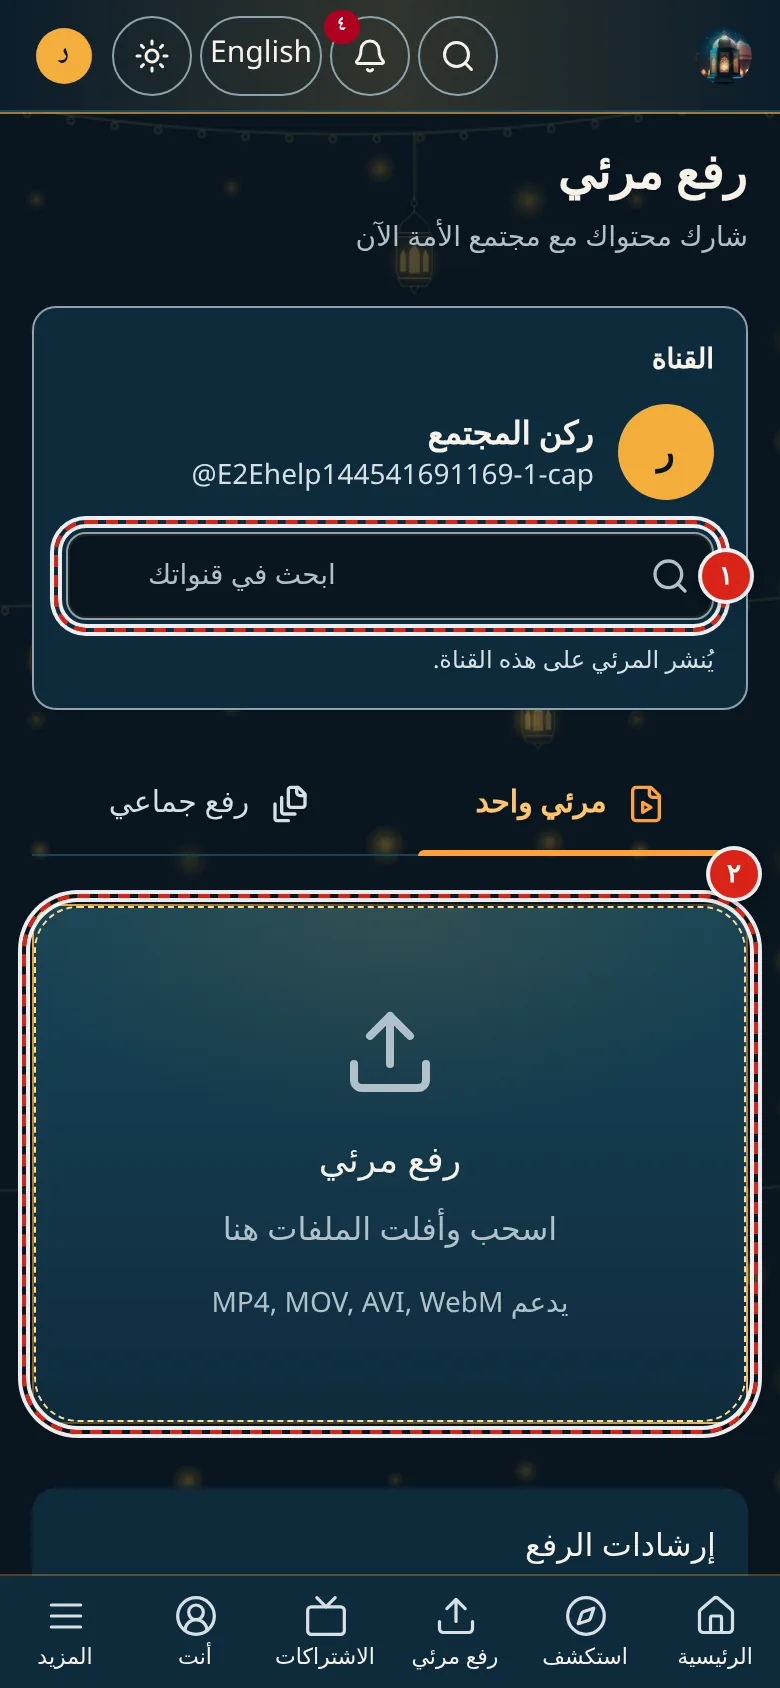 English
٤
ر
رفع مرئي
شارك محتواك مع مجتمع الأمة الآن
القناة
ر
ركن المجتمع
@E2Ehelp144541691169-1-cap
ابحث في قنواتك
١
يُنشر المرئي على هذه القناة.
مرئي واحد
رفع جماعي
٢
رفع مرئي
اسحب وأفلت الملفات هنا
يدعم MP4, MOV, AVI, WebM
إرشادات الرفع
الرئيسية
استكشف
رفع مرئي
الاشتراكات
أنت
المزيد